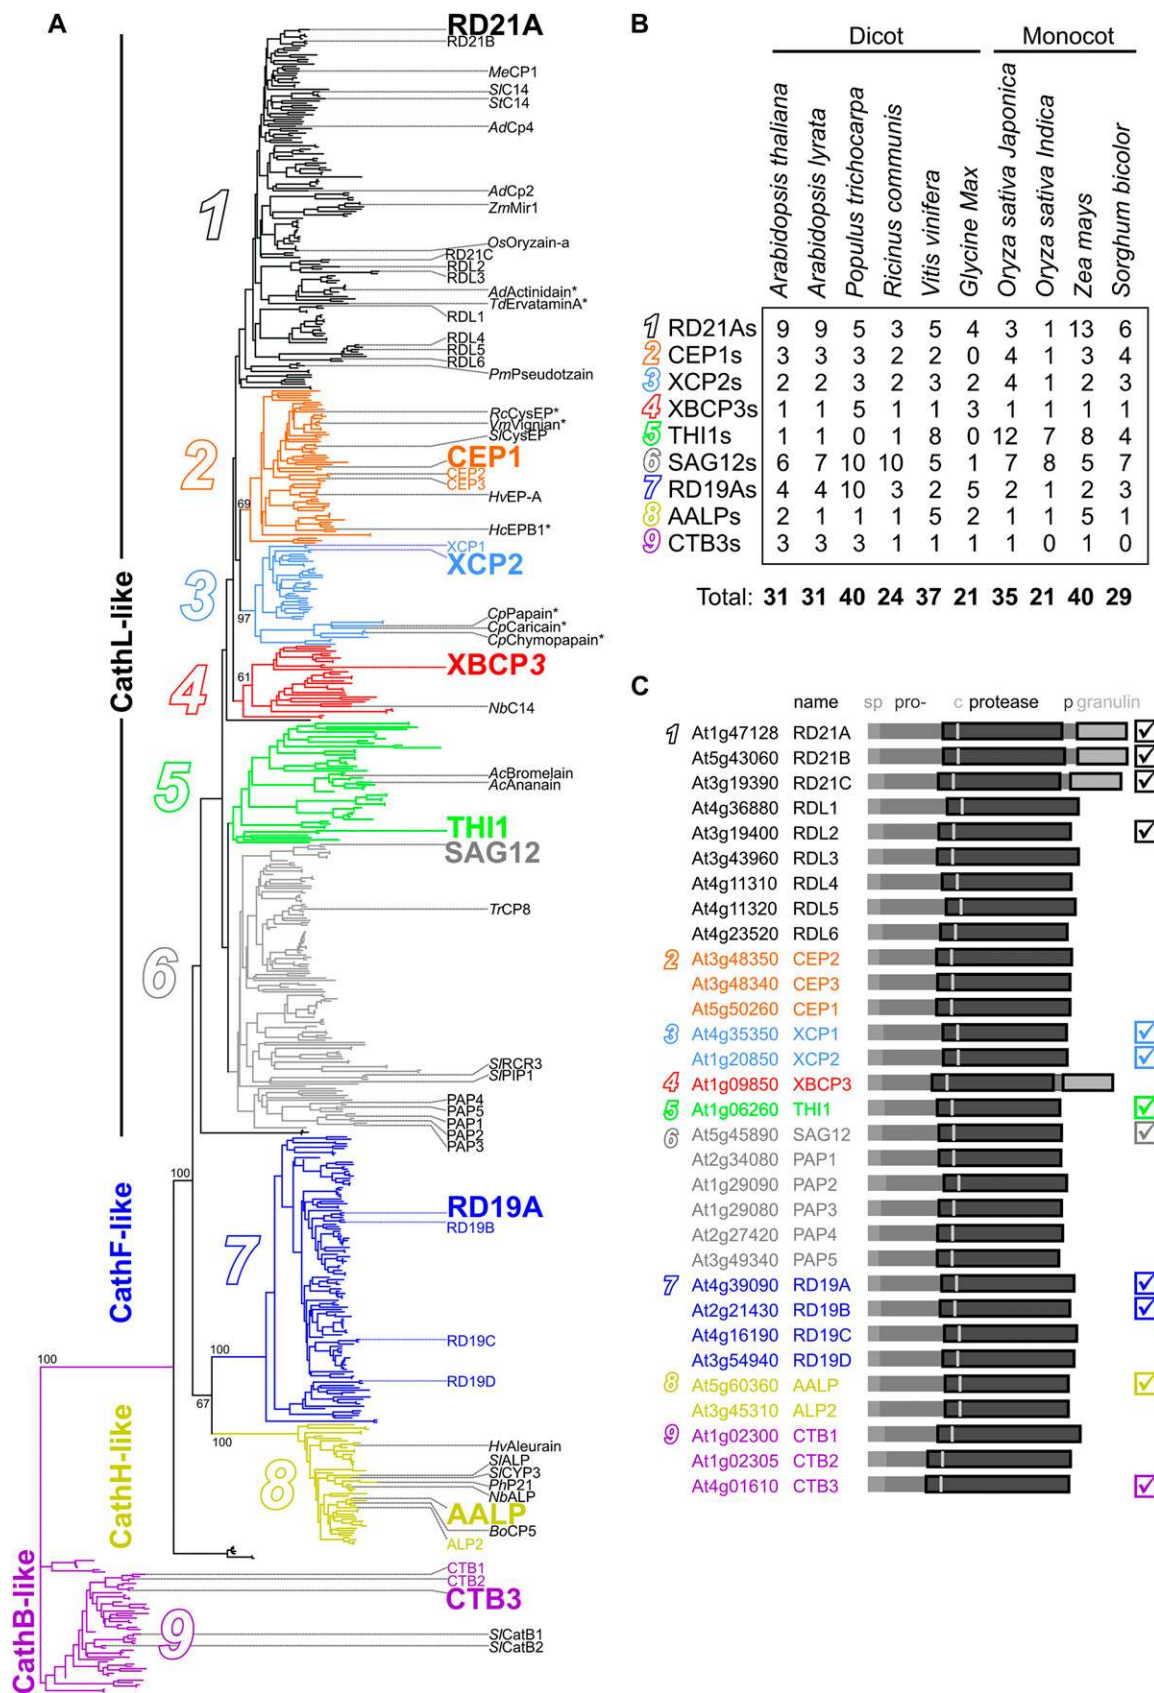 A
CathL-like
CathF-like
CathH-like
CathB-like
1
2
3
4
5
6
7
8
9
RD21A
RD21B
MeCP1
SlC14
StC14
AdCp4
AdCp2
ZmMir1
OsOryzain-a
RD21C
RDL2
RDL3
AdActinidain*
TdErvataminA*
RDL1
RDL4
RDL5
RDL6
PmPseudotzain
RcCysEP*
VmVignian*
SlCysEP
CEP1
CEP2
CEP3
HvEP-A
69
HcEPB1*
XCP1
XCP2
97
CpPapain*
CpCaricain*
CpChymopapain*
XBCP3
61
NbC14
AcBromelain
AcAnanain
THI1
SAG12
TrCP8
SlRCR3
SlPIP1
PAP4
PAP5
PAP1
PAP2
PAP3
100
RD19A
RD19B
RD19C
100
100
RD19D
67
100
HvAleurain
SlALP
SlCYP3
PhP21
NbALP
AALP
BoCP5
ALP2
CTB1
CTB2
CTB3
SlCatB1
SlCatB2
B
Dicot Monocot
Arabidopsis thaliana
Arabidopsis lyrata
Populus trichocarpa
Ricinus communis
Vitis vinifera
Glycine Max
Oryza sativa Japonica
Oryza sativa Indica
Zea mays
Sorghum bicolor
1 RD21As 9 9 5 3 5 4 3 1 13 6
2 CEP1s 3 3 3 2 2 0 4 1 3 4
3 XCP2s 2 2 3 2 3 2 4 1 2 3
4 XBCP3s 1 1 5 1 1 3 1 1 1 1
5 THI1s 1 1 0 1 8 0 12 7 8 4
6 SAG12s 6 7 10 10 5 1 7 8 5 7
7 RD19As 4 4 10 3 2 5 2 1 2 3
8 AALPs 2 1 1 1 5 2 1 1 5 1
9 CTB3s 3 3 3 1 1 1 1 0 1 0
Total: 31 31 40 24 37 21 35 21 40 29
C
name sp pro- c protease p granulin
1 At1g47128 RD21A
At5g43060 RD21B
At3g19390 RD21C
At4g36880 RDL1
At3g19400 RDL2
At3g43960 RDL3
At4g11310 RDL4
At4g11320 RDL5
At4g23520 RDL6
2 At3g48350 CEP2
At3g48340 CEP3
At5g50260 CEP1
3 At4g35350 XCP1
At1g20850 XCP2
4 At1g09850 XBCP3
5 At1g06260 THI1
6 At5g45890 SAG12
At2g34080 PAP1
At1g29090 PAP2
At1g29080 PAP3
At2g27420 PAP4
At3g49340 PAP5
7 At4g39090 RD19A
At2g21430 RD19B
At4g16190 RD19C
At3g54940 RD19D
8 At5g60360 AALP
At3g45310 ALP2
9 At1g02300 CTB1
At1g02305 CTB2
At4g01610 CTB3